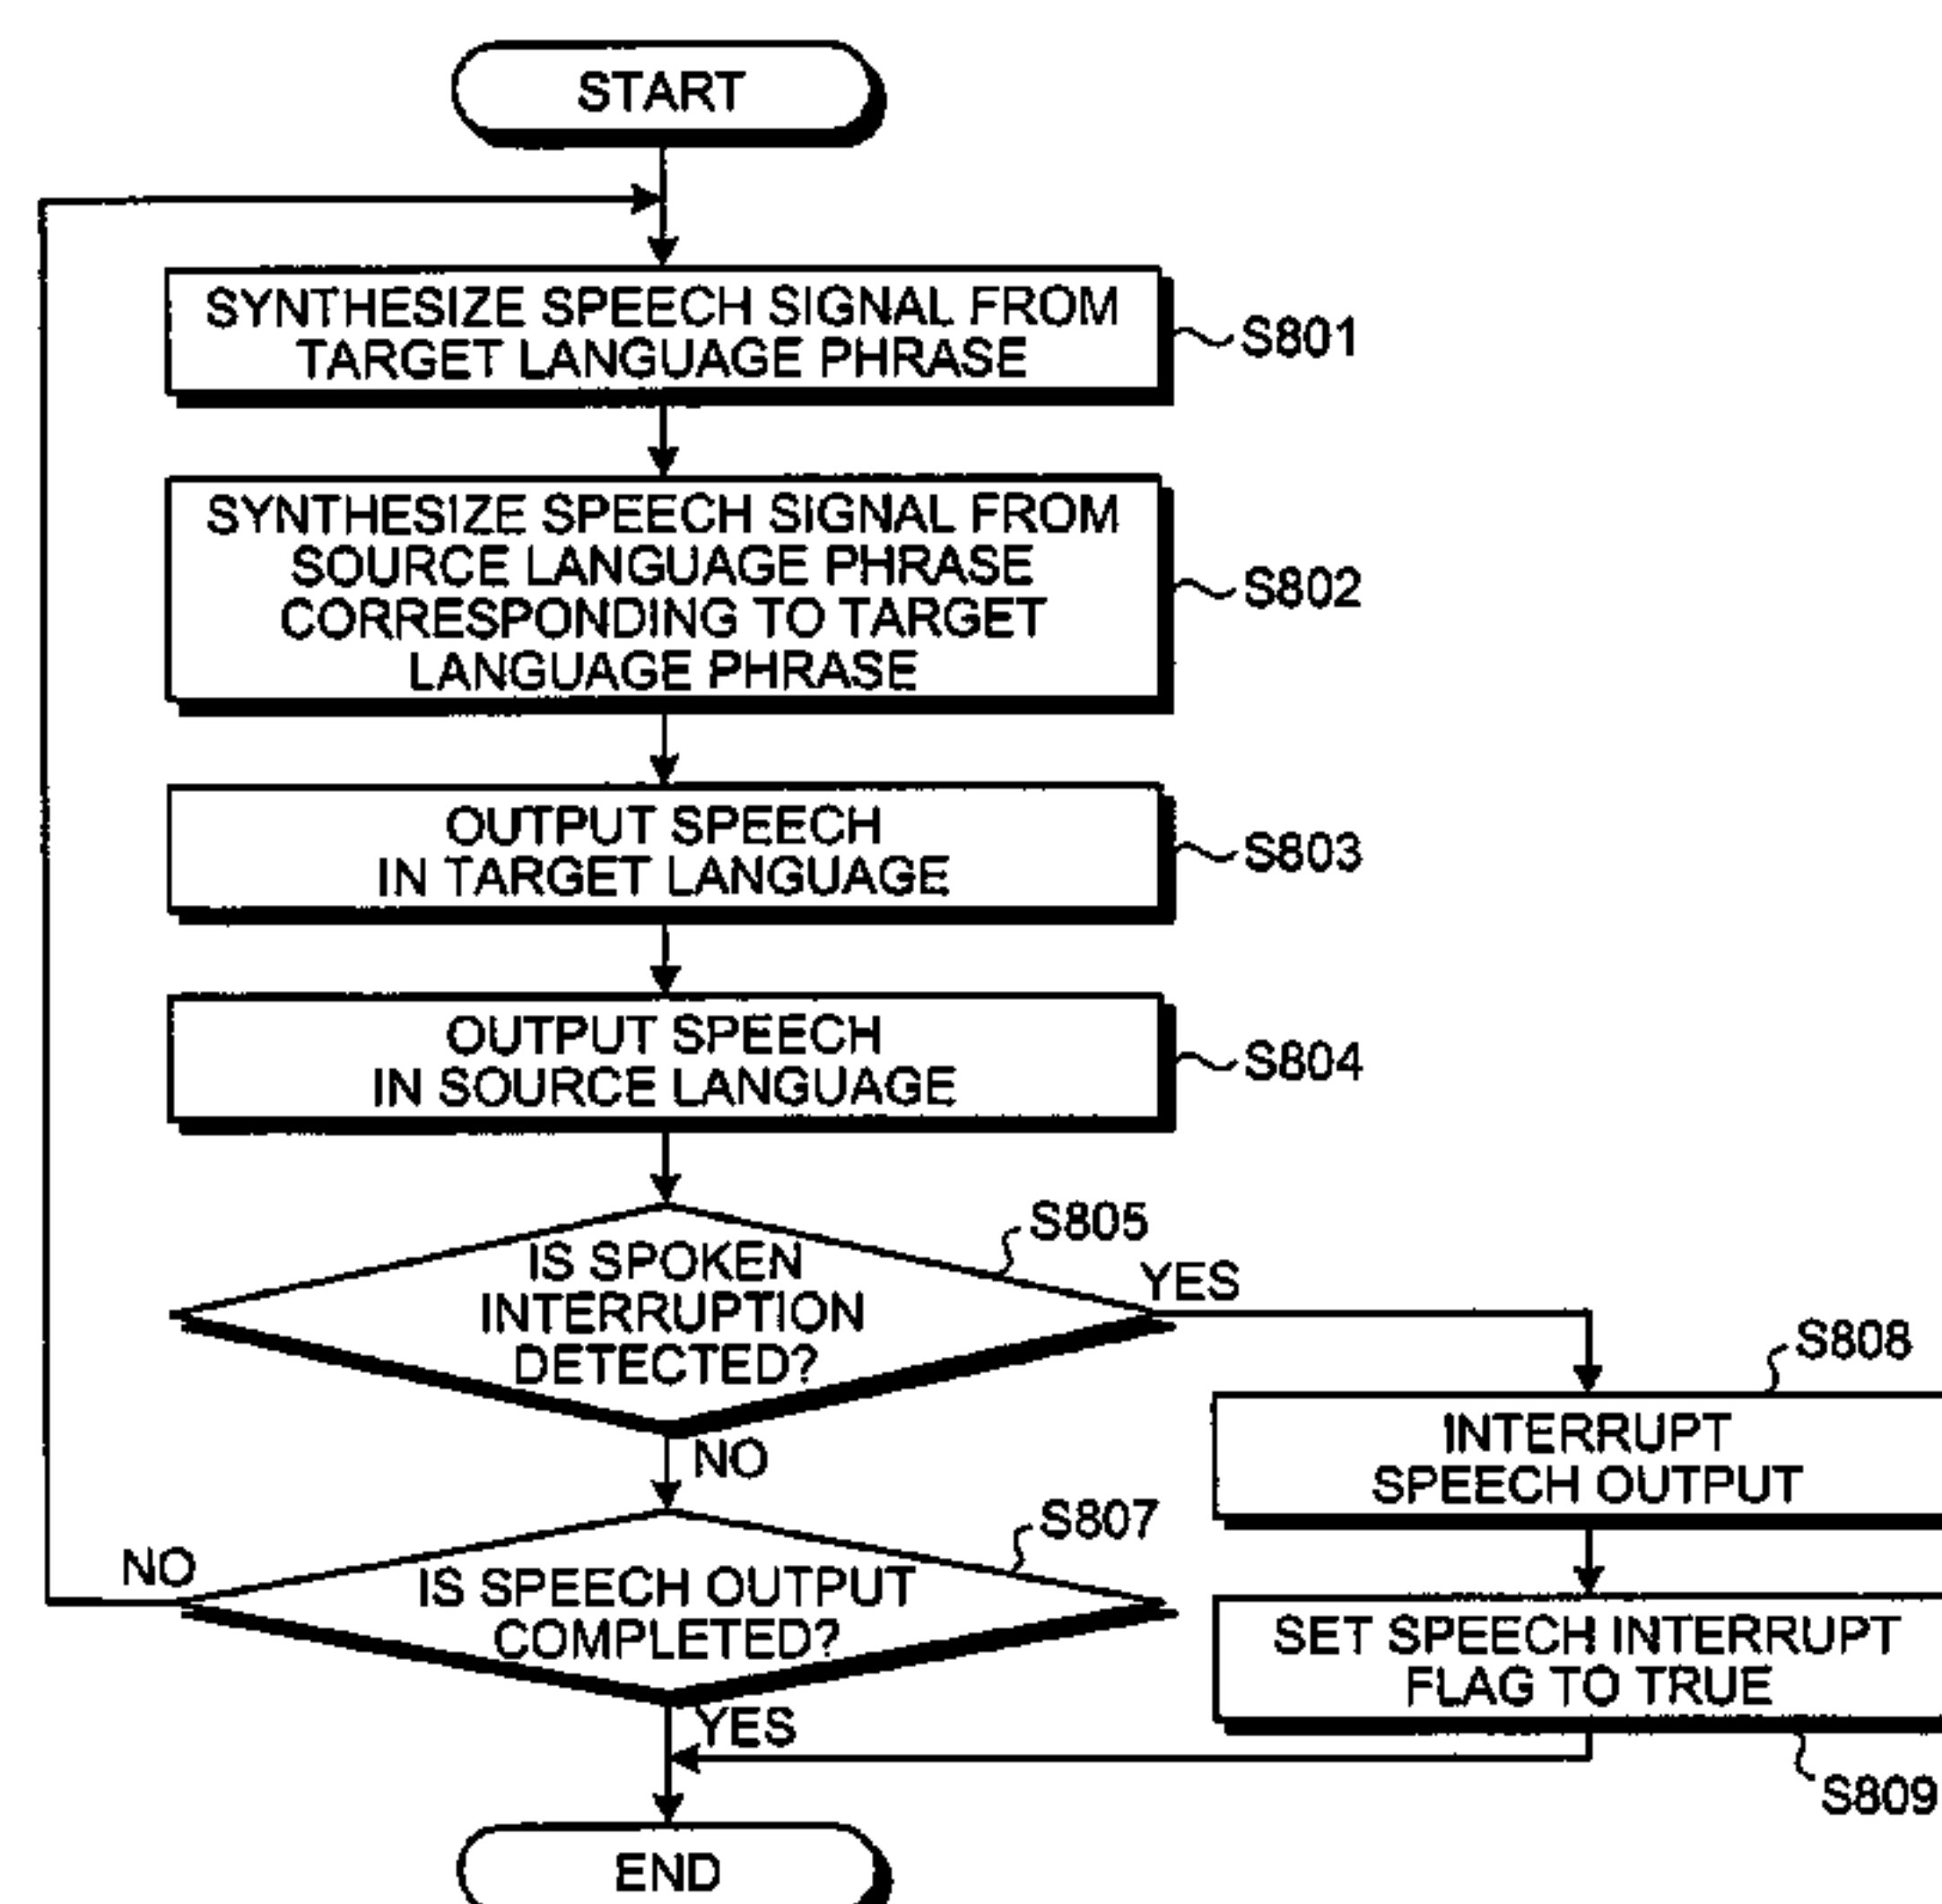 START
SYNTHESIZE SPEECH SIGNAL FROM
TARGET LANGUAGE PHRASE
S801
SYNTHESIZE SPEECH SIGNAL FROM
SOURCE LANGUAGE PHRASE
CORRESPONDING TO TARGET
LANGUAGE PHRASE
S802
OUTPUT SPEECH
IN TARGET LANGUAGE
S803
OUTPUT SPEECH
IN SOURCE LANGUAGE
S804
IS SPOKEN
INTERRUPTION
DETECTED?
S805
YES
NO
S808
INTERRUPT
SPEECH OUTPUT
S807
IS SPEECH OUTPUT
COMPLETED?
NO
YES
SET SPEECH INTERRUPT
FLAG TO TRUE
S809
END